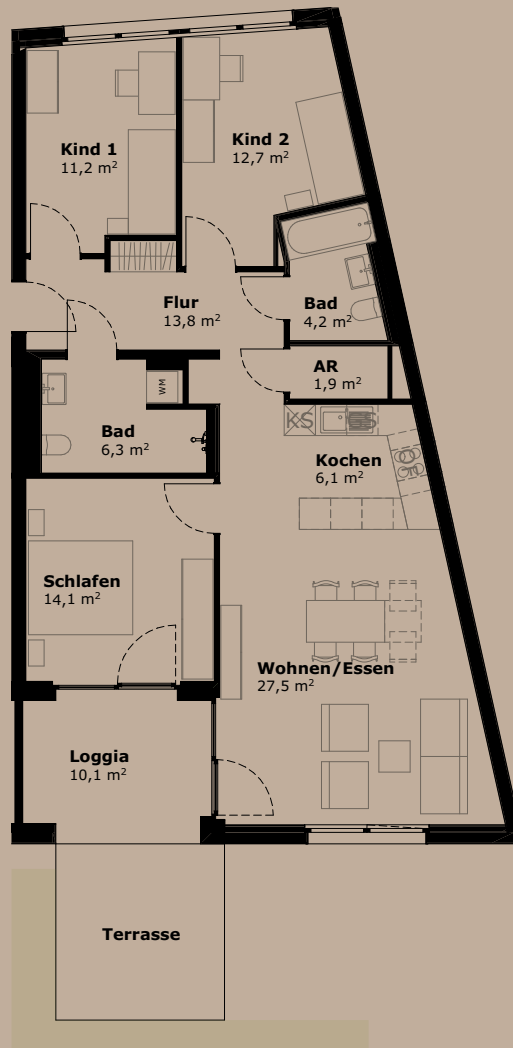 Kind 1
11,2 m²
Kind 2
12,7 m²
Flur
13,8 m²
Bad
4,2 m²
AR
1,9 m²
WM
Bad
6,3 m²
KS
GS
Kochen
6,1 m²
Schlafen
14,1 m²
Wohnen/Essen
27,5 m²
Loggia
10,1 m²
Terrasse